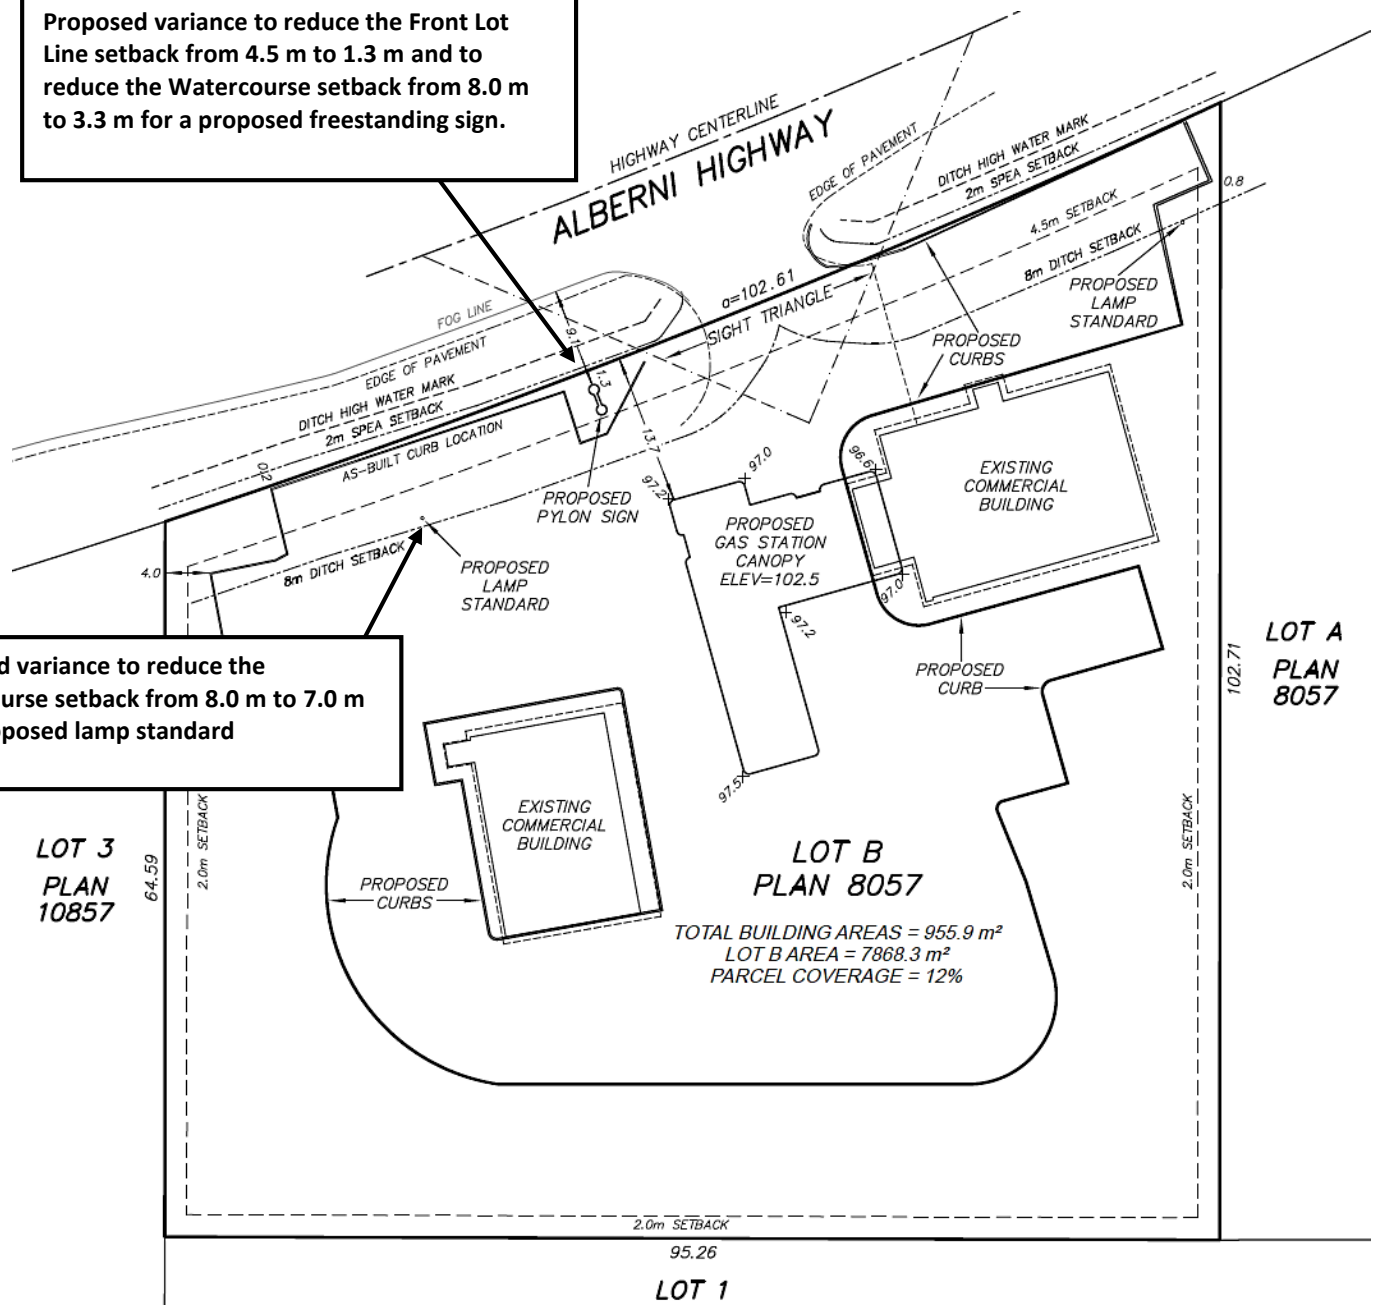 Proposed variance to reduce the Front Lot
Line setback from 4.5 m to 1.3 m and to
reduce the Watercourse setback from 8.0 m
to 3.3 m for a proposed freestanding sign.
HIGHWAY CENTERLINE
ALBERNI HIGHWAY
EDGE OF PAVEMENT
DITCH HIGH WATER MARK
2m SPEA SETBACK
0.8
4.5m SETBACK
8m DITCH SETBACK
PROPOSED
LAMP
STANDARD
a=102.61
SIGHT TRIANGLE
PROPOSED
CURBS
FOG LINE
9.1
EDGE OF PAVEMENT
DITCH HIGH WATER MARK
2m SPEA SETBACK
1.3
AS-BUILT CURB LOCATION
0.2
13.7
97.2
97.0
96.6
EXISTING
COMMERCIAL
BUILDING
PROPOSED
PYLON SIGN
PROPOSED
GAS STATION
CANOPY
ELEV=102.5
8m DITCH SETBACK
4.0
PROPOSED
LAMP
STANDARD
97.0
97.2
PROPOSED
CURB
LOT A
PLAN
8057
102.71
d variance to reduce the
urse setback from 8.0 m to 7.0 m
posed lamp standard
97.5
EXISTING
COMMERCIAL
BUILDING
2.0m SETBACK
2.0m SETBACK
LOT 3
PLAN
10857
64.59
PROPOSED
CURBS
LOT B
PLAN 8057
TOTAL BUILDING AREAS = 955.9 m²
LOT B AREA = 7868.3 m²
PARCEL COVERAGE = 12%
2.0m SETBACK
95.26
LOT 1